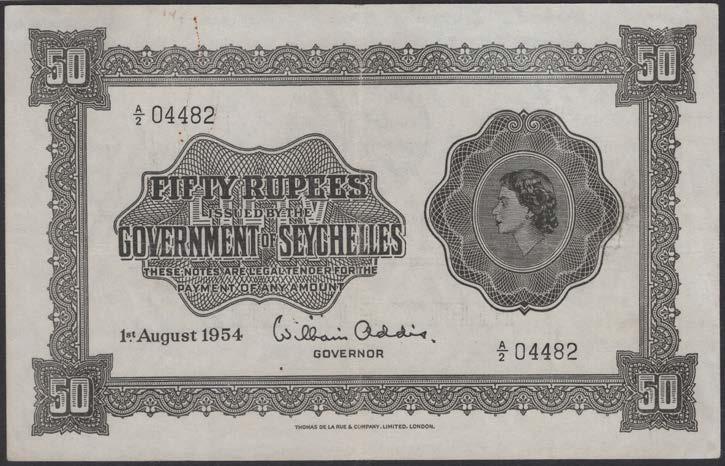 50 50
A/2 04482
FIFTY RUPEES
ISSUED BY THE
GOVERNMENT OF SEYCHELLES
THESE NOTES ARE LEGAL TENDER FOR THE
PAYMENT OF ANY AMOUNT
1st August 1954
William Addis.
GOVERNOR
A/2 04482
50 50
THOMAS DE LA RUE & COMPANY, LIMITED, LONDON.